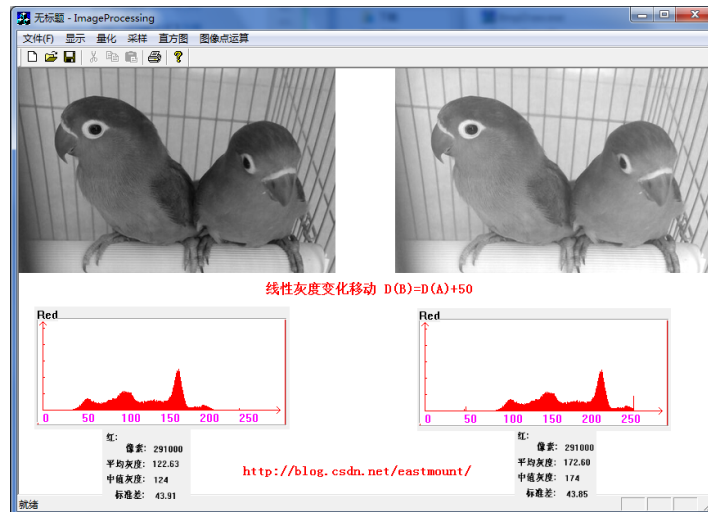 无标题 - ImageProcessing
文件(F) 显示 量化 采样 直方图 图像点运算
线性灰度变化移动 D(B)=D(A)+50
Red
0 50 100 150 200 250
红:
像素: 291000
平均灰度: 122.63
中值灰度: 124
标准差: 43.91
Red
0 50 100 150 200 250
红:
像素: 291000
平均灰度: 172.60
中值灰度: 174
标准差: 43.85
http://blog.csdn.net/eastmount/
就绪